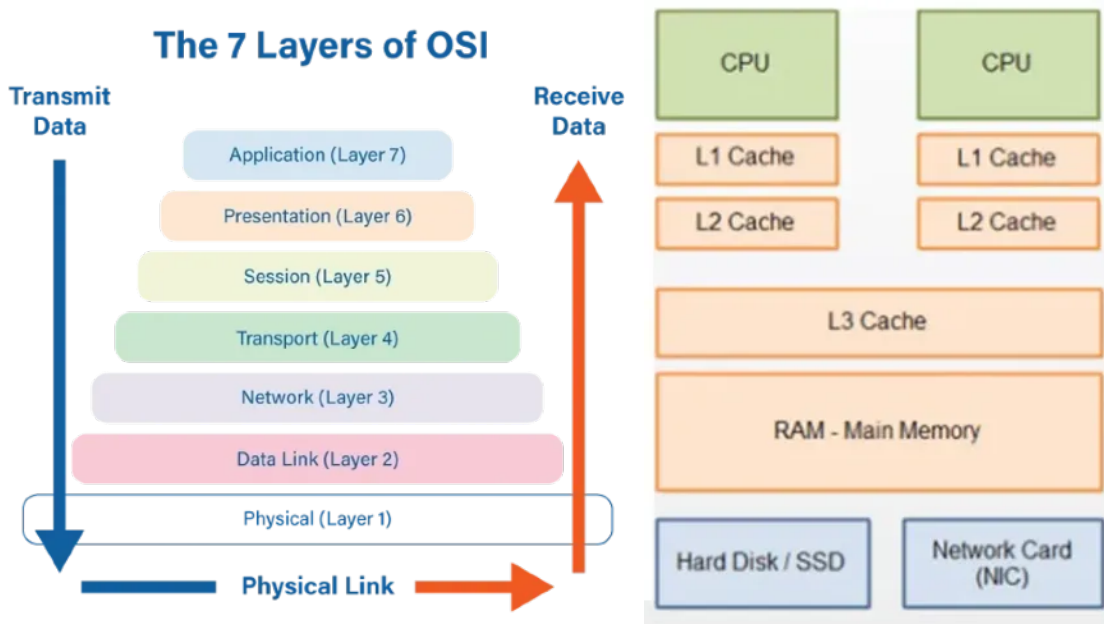 The 7 Layers of OSI
Transmit
Data
Receive
Data
Application (Layer 7)
Presentation (Layer 6)
Session (Layer 5)
Transport (Layer 4)
Network (Layer 3)
Data Link (Layer 2)
Physical (Layer 1)
Physical Link
CPU
CPU
L1 Cache
L1 Cache
L2 Cache
L2 Cache
L3 Cache
RAM - Main Memory
Hard Disk / SSD
Network Card
(NIC)